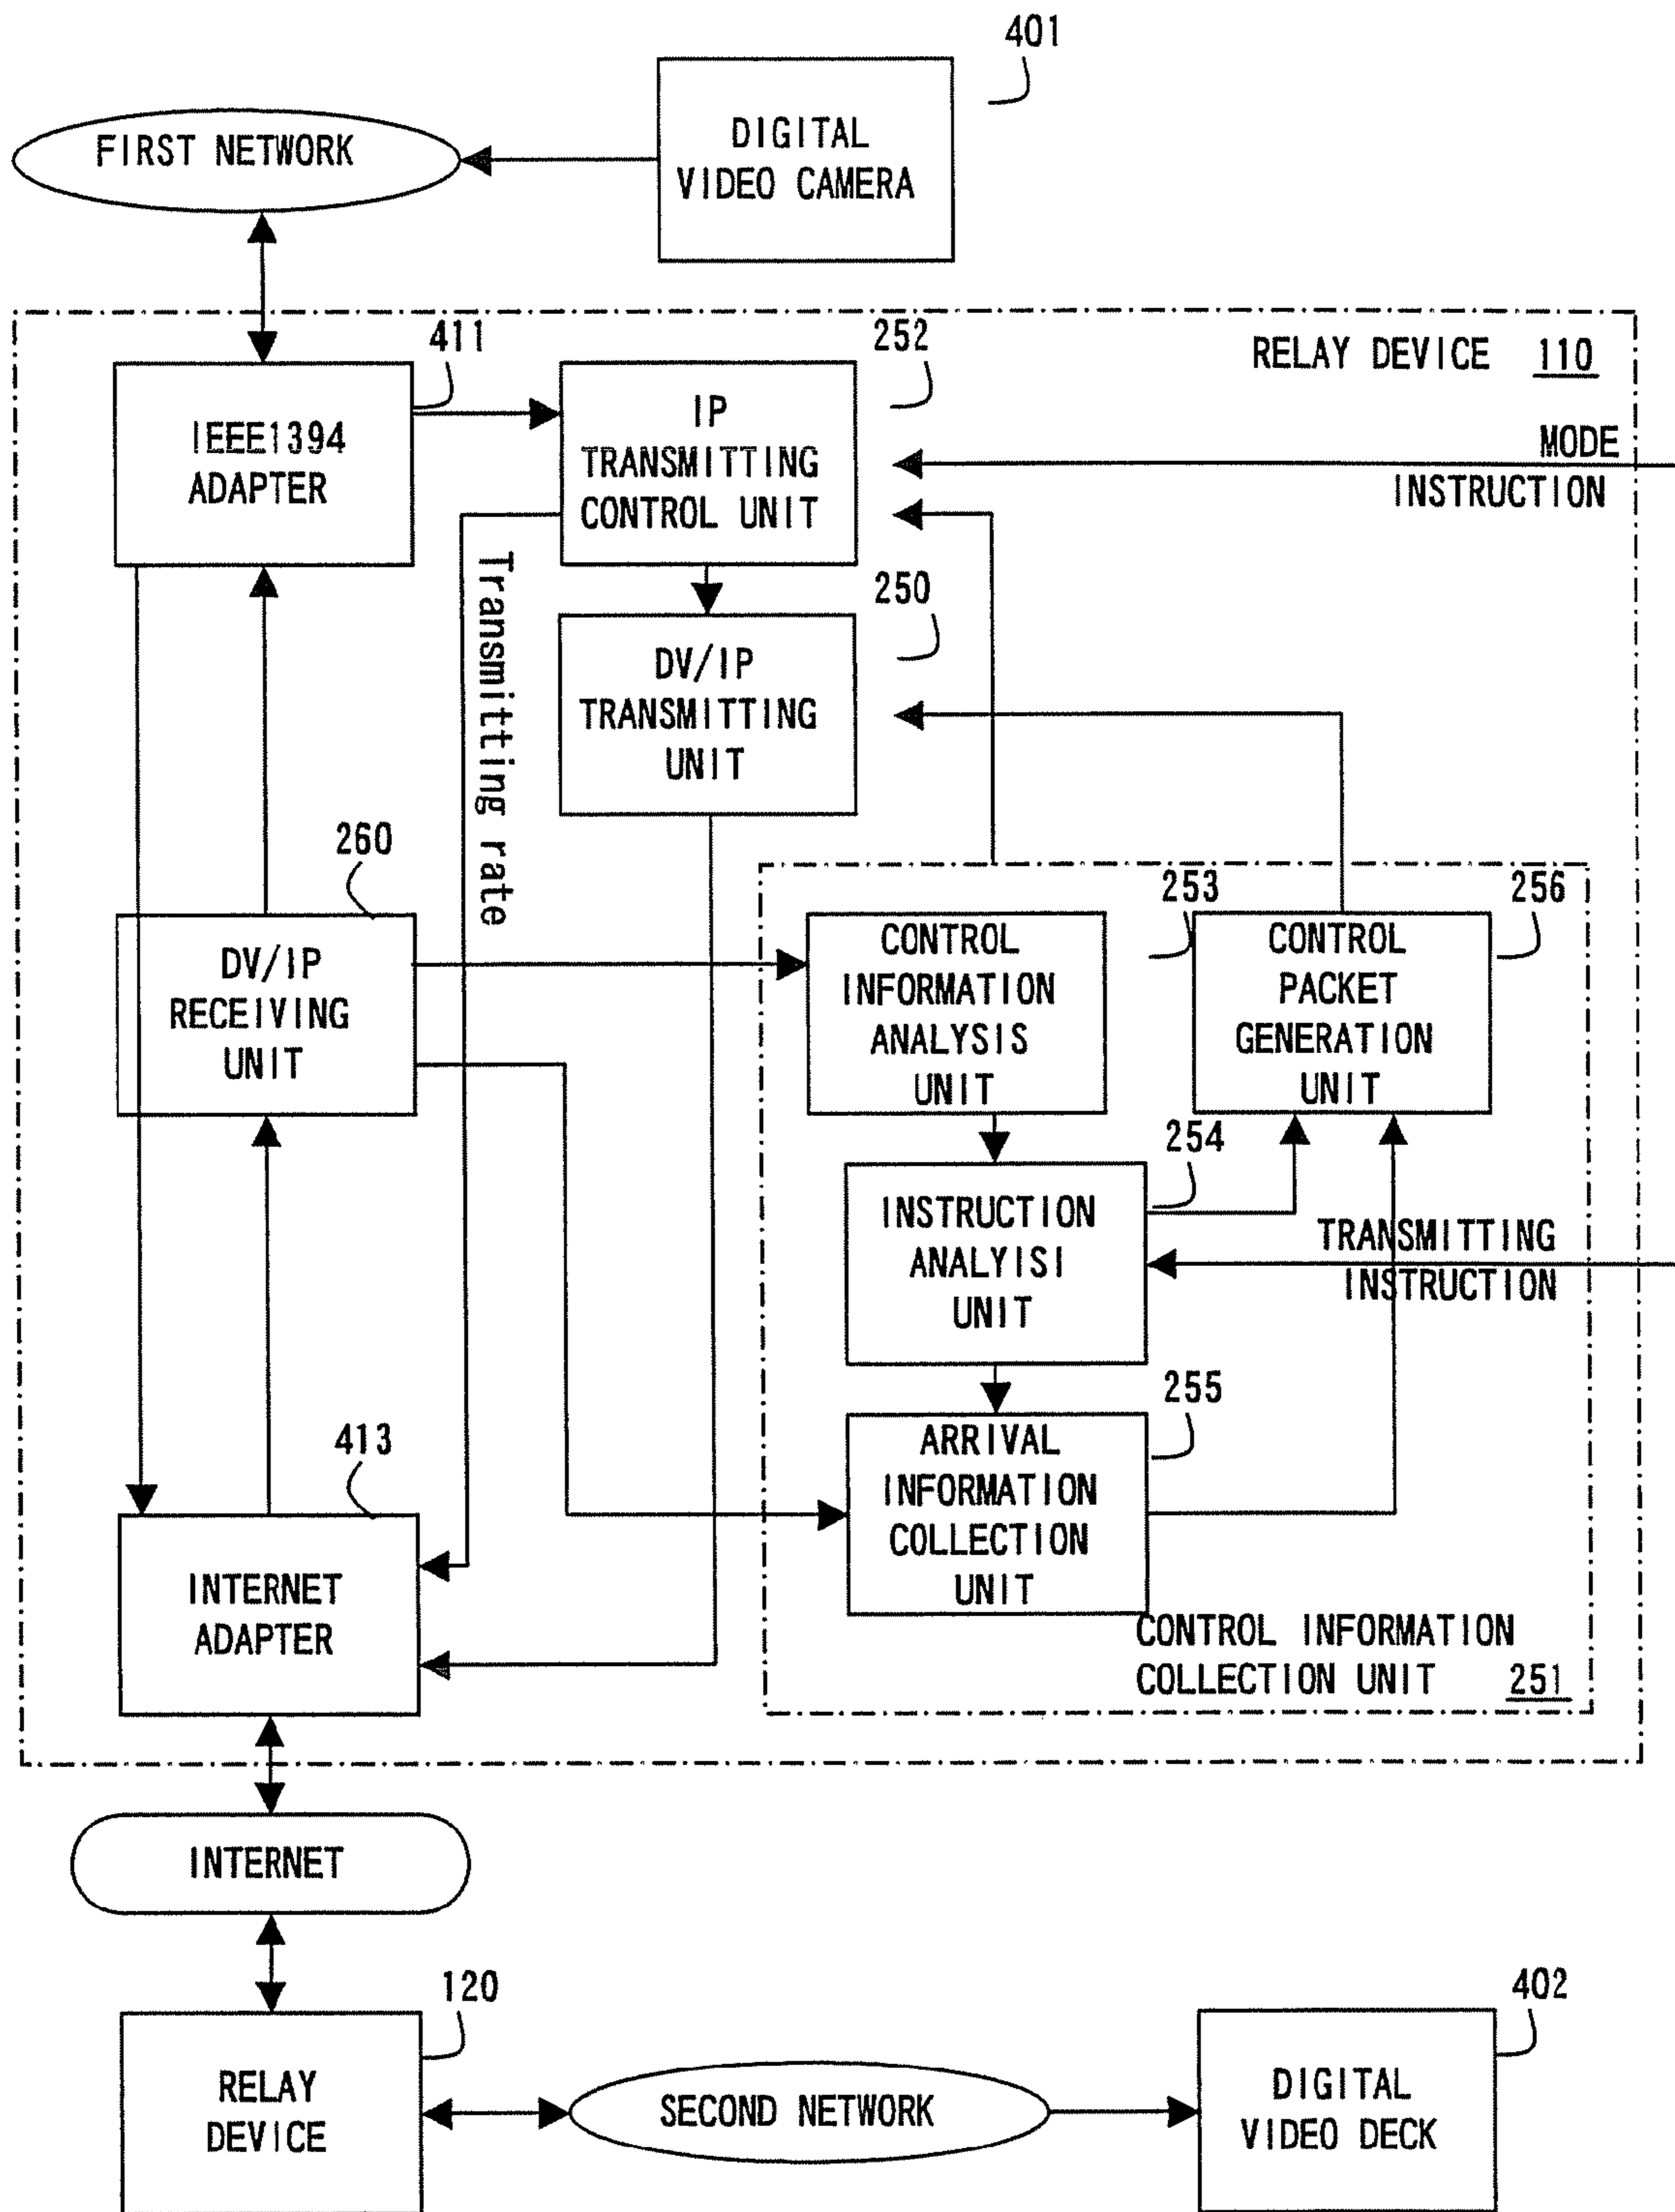 401
DIGITAL
VIDEO CAMERA
FIRST NETWORK
411
252
RELAY DEVICE 110
IEEE1394
ADAPTER
IP
TRANSMITTING
CONTROL UNIT
MODE
INSTRUCTION
Transmitting rate
250
DV/IP
TRANSMITTING
UNIT
260
253
256
DV/IP
RECEIVING
UNIT
CONTROL
INFORMATION
ANALYSIS
UNIT
CONTROL
PACKET
GENERATION
UNIT
254
INSTRUCTION
ANALYISI
UNIT
TRANSMITTING
INSTRUCTION
255
413
ARRIVAL
INFORMATION
COLLECTION
UNIT
INTERNET
ADAPTER
CONTROL INFORMATION
COLLECTION UNIT 251
INTERNET
120
402
RELAY
DEVICE
SECOND NETWORK
DIGITAL
VIDEO DECK